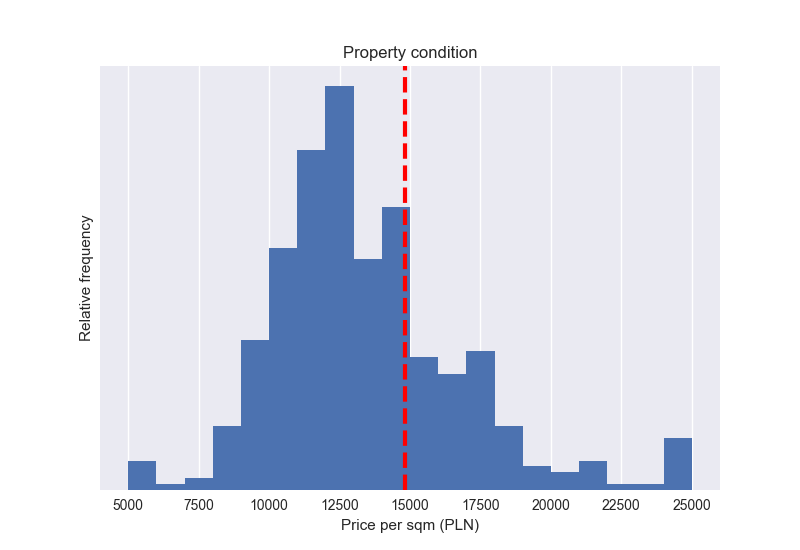 Property condition
Relative frequency
5000 7500 10000 12500 15000 17500 20000 22500 25000
Price per sqm (PLN)